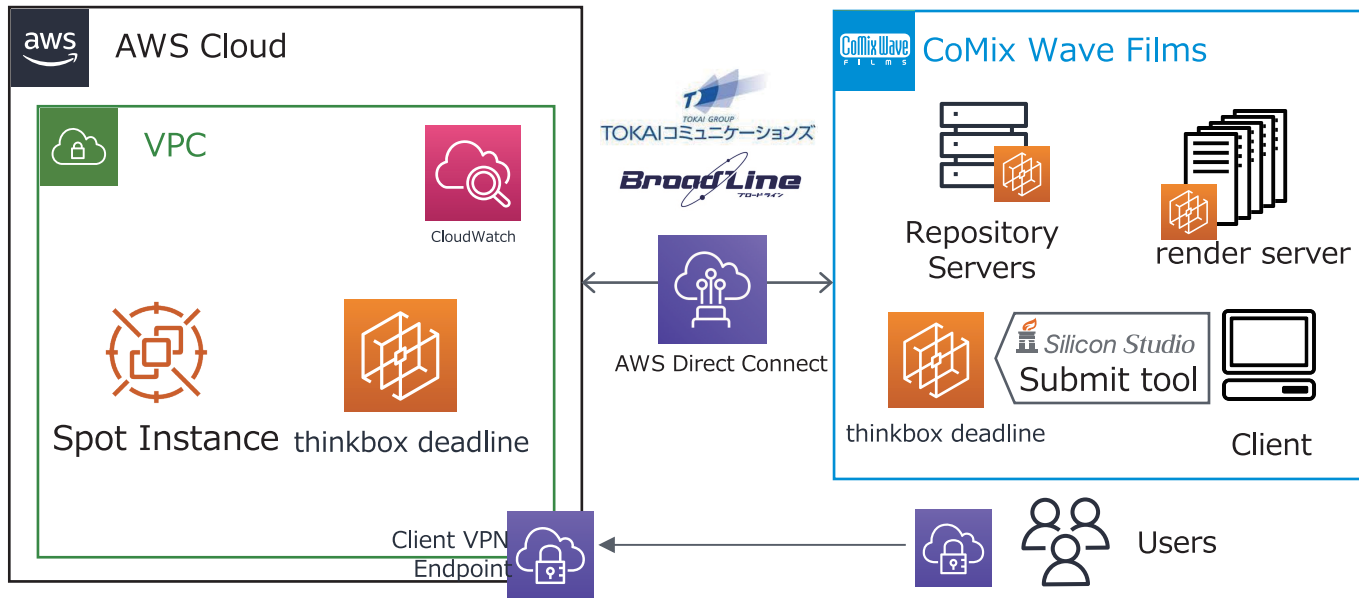 aws
AWS Cloud
VPC
CloudWatch
Spot Instance
thinkbox deadline
Client VPN
Endpoint
TOKAI GROUP
TOKAIコミュニケーションズ
BroadLine
ブロードライン
AWS Direct Connect
CoMix Wave
FILMS
CoMix Wave Films
Repository
Servers
render server
thinkbox deadline
Silicon Studio
Submit tool
Client
Users